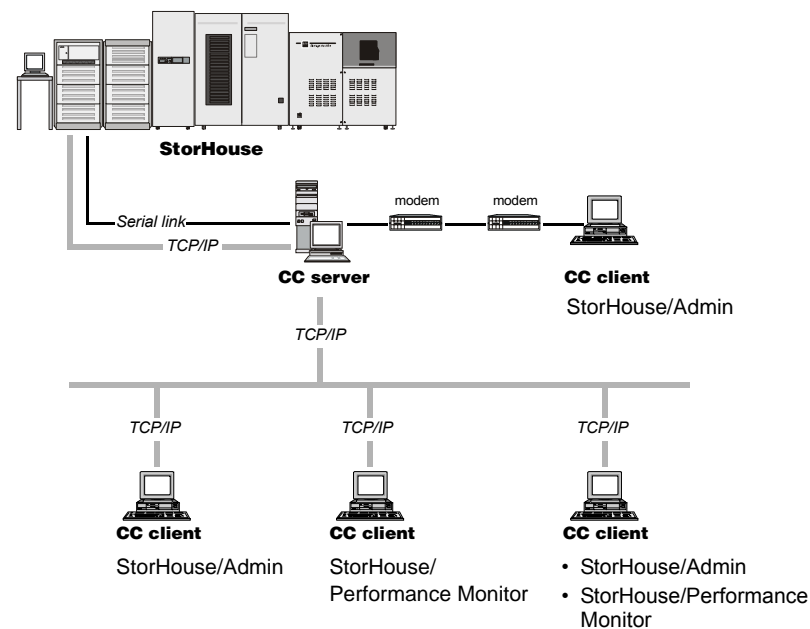 StorHouse
modem
modem
Serial link
TCP/IP
CC server
CC client
StorHouse/Admin
TCP/IP
TCP/IP
TCP/IP
TCP/IP
CC client
CC client
CC client
StorHouse/Admin
StorHouse/
Performance Monitor
• StorHouse/Admin
• StorHouse/Performance
Monitor